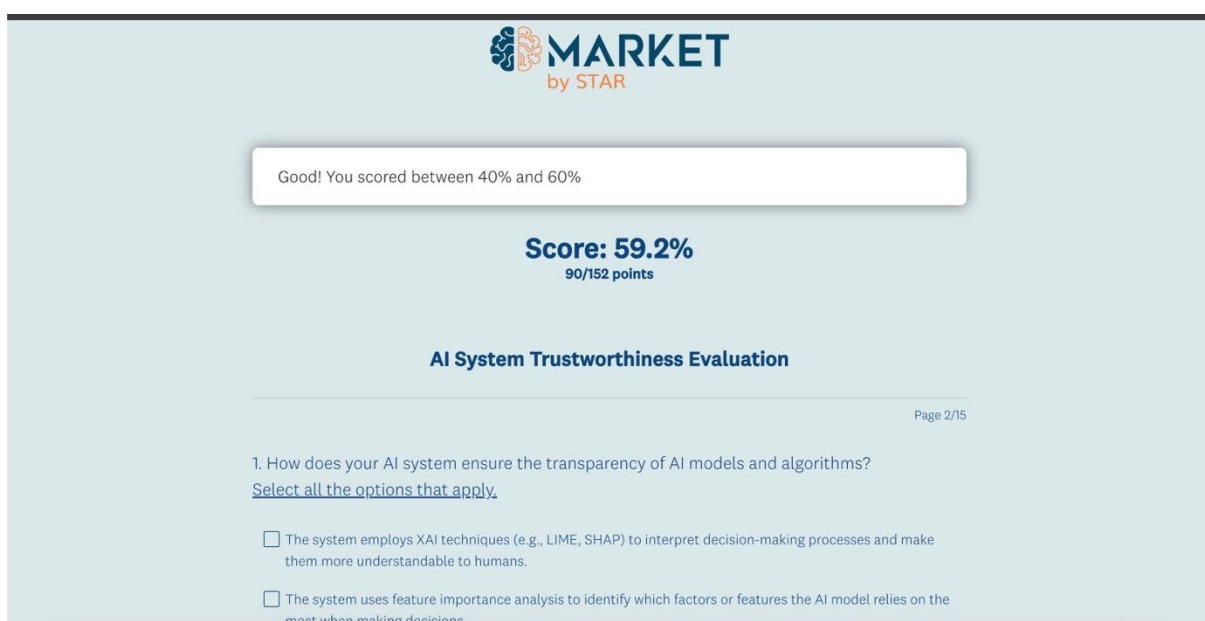 MARKET
by STAR
Good! You scored between 40% and 60%
Score: 59.2%
90/152 points
AI System Trustworthiness Evaluation
Page 2/15
1. How does your AI system ensure the transparency of AI models and algorithms?
Select all the options that apply.
The system employs XAI techniques (e.g., LIME, SHAP) to interpret decision-making processes and make
them more understandable to humans.
The system uses feature importance analysis to identify which factors or features the AI model relies on the
most when making decisions.